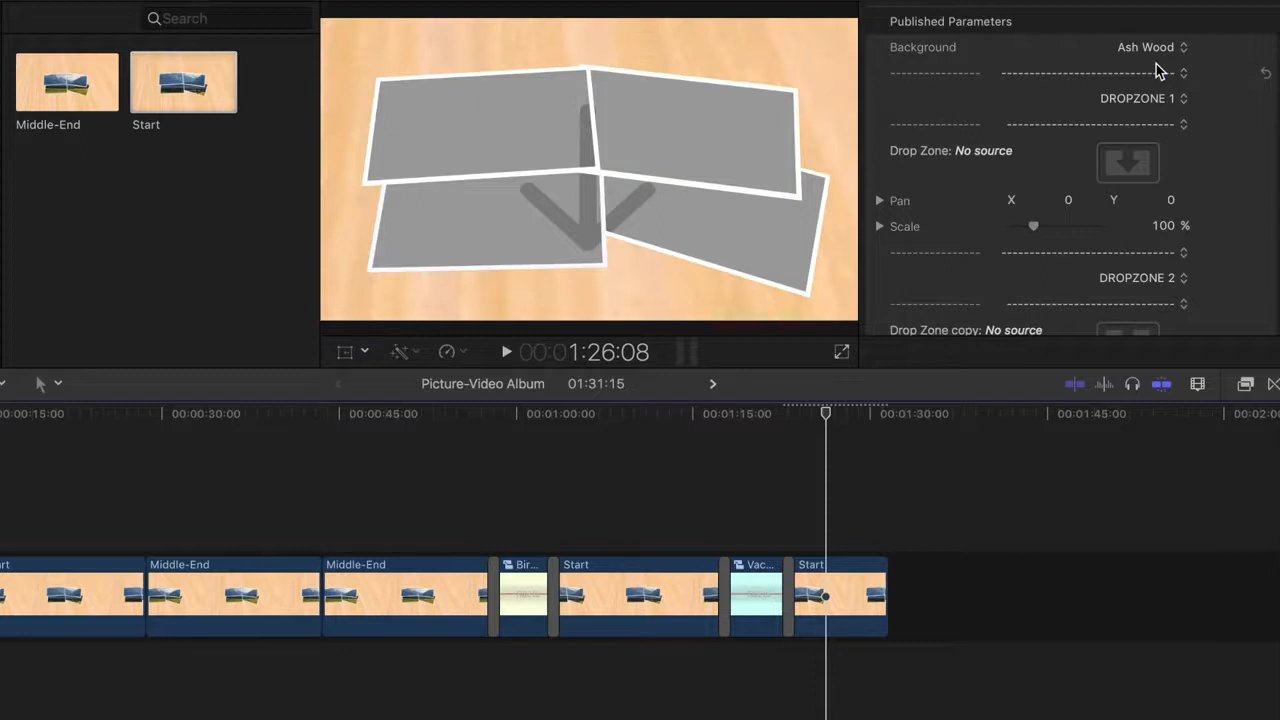 Search
Middle-End
Start
Published Parameters
Background
Ash Wood
DROPZONE 1
Drop Zone: No source
Pan
X
0
Y
0
Scale
100 %
DROPZONE 2
Drop Zone copy: No source
00:01:26:08
Picture-Video Album
01:31:15
00:00:15:00
00:00:30:00
00:00:45:00
00:01:00:00
00:01:15:00
00:01:30:00
00:01:45:00
Middle-End
Middle-End
Bir...
Start
Vac...
Start